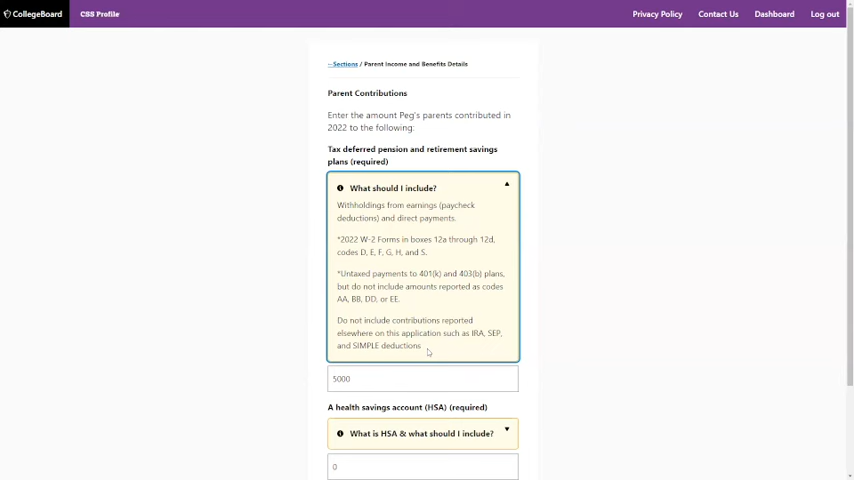 CollegeBoard CSS Profile Privacy Policy Contact Us Dashboard Log out
←Sections / Parent Income and Benefits Details
Parent Contributions
Enter the amount Peg's parents contributed in
2022 to the following:
Tax deferred pension and retirement savings
plans (required)
What should I include?
Withholdings from earnings (paycheck
deductions) and direct payments.
*2022 W-2 Forms in boxes 12a through 12d,
codes D, E, F, G, H, and S.
*Untaxed payments to 401(k) and 403(b) plans,
but do not include amounts reported as codes
AA, BB, DD, or EE.
Do not include contributions reported
elsewhere on this application such as IRA, SEP,
and SIMPLE deductions
5000
A health savings account (HSA) (required)
What is HSA & what should I include?
0